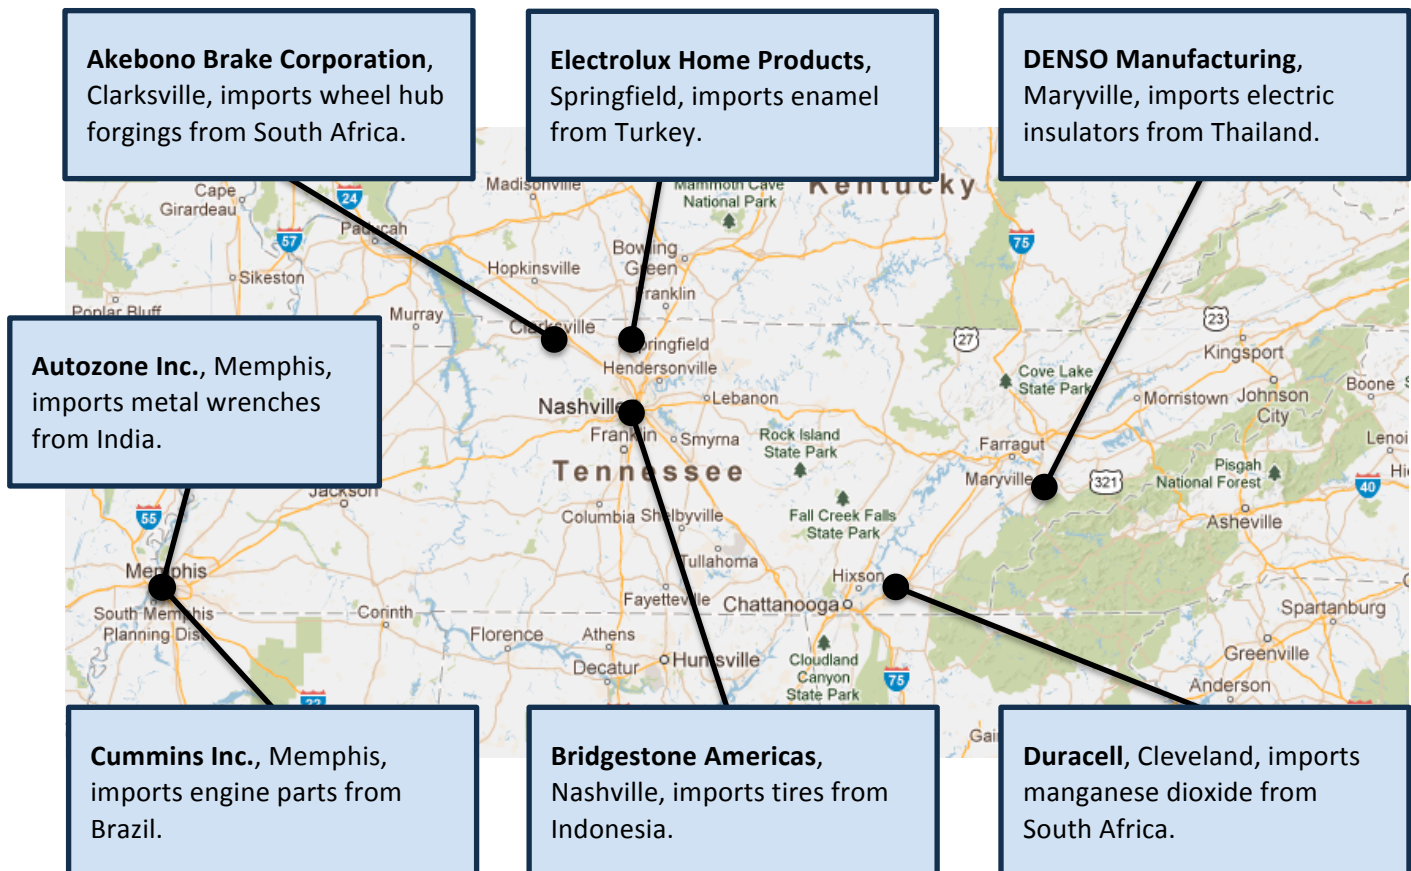 Akebono Brake Corporation,
Clarksville, imports wheel hub
forgings from South Africa.
Electrolux Home Products,
Springfield, imports enamel
from Turkey.
DENSO Manufacturing,
Maryville, imports electric
insulators from Thailand.
Cape
Girardeau
24
Paducah
57
Sikeston
Poplar Bluff
Murray
Madisonville
Hopkinsville
Clarksville
Mammoth Cave
National Park
Kentucky
Bowling
Green
Franklin
75
23
27
Springfield
Hendersonville
Kingsport
Cove Lake
State Park
Morristown
Johnson
City
Boone
Autozone Inc., Memphis,
imports metal wrenches
from India.
Nashville
Lebanon
Franklin
Smyrna
Rock Island
State Park
Farragut
Tennessee
Maryville
321
Pisgah
National Forest
40
Jackson
55
Columbia
Shelbyville
Fall Creek Falls
State Park
Asheville
Tullahoma
Memphis
Hixson
South Memphis
Corinth
Fayetteville
Chattanooga
Spartanburg
Florence
Athens
Decatur
Huntsville
Cloudland
Canyon
State Park
75
Greenville
Anderson
22
Cummins Inc., Memphis,
imports engine parts from
Brazil.
Bridgestone Americas,
Nashville, imports tires from
Indonesia.
Duracell, Cleveland, imports
manganese dioxide from
South Africa.